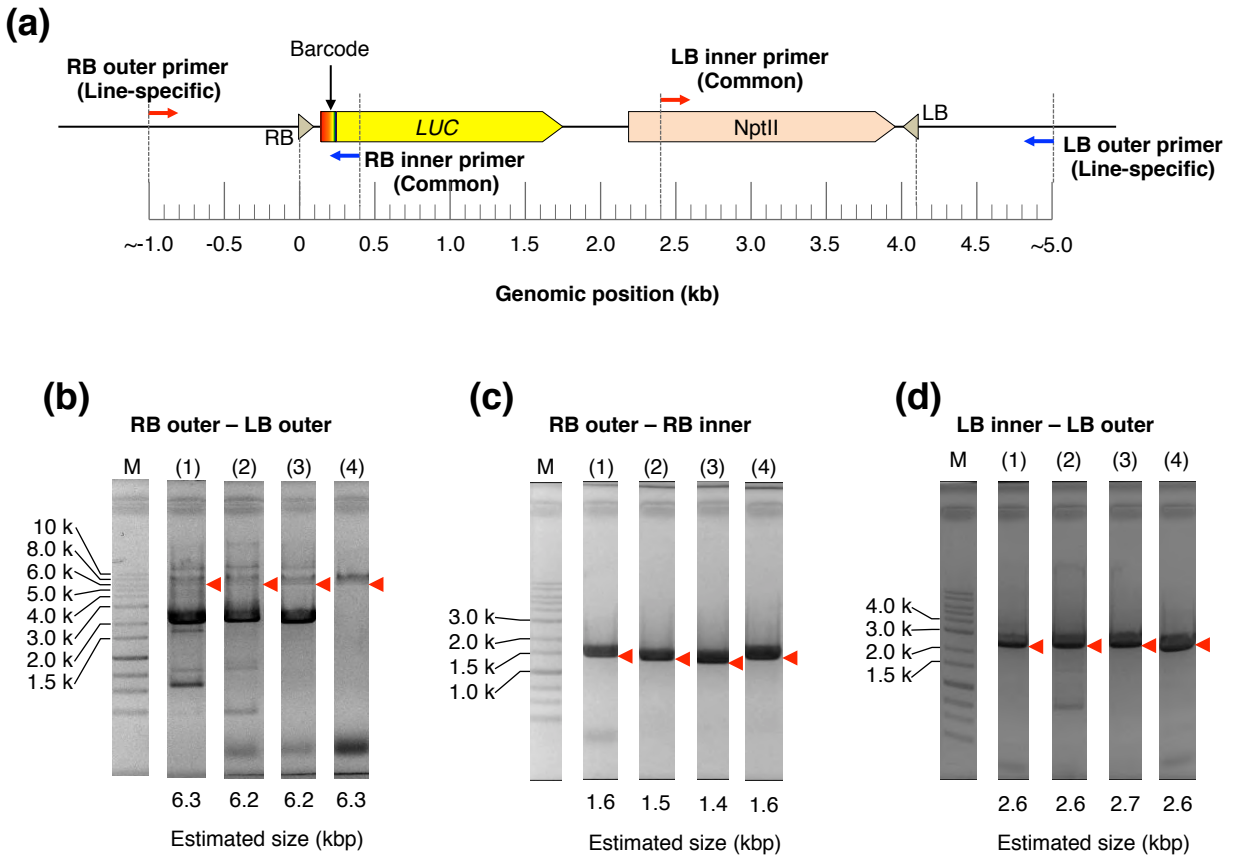 (a)
Barcode
RB outer primer
(Line-specific)
LB inner primer
(Common)
RB
LUC
NptII
LB
RB inner primer
(Common)
LB outer primer
(Line-specific)
~-1.0 -0.5 0 0.5 1.0 1.5 2.0 2.5 3.0 3.5 4.0 4.5 ~5.0
Genomic position (kb)
(b)
RB outer – LB outer
M (1) (2) (3) (4)
10 k
8.0 k
6.0 k
5.0 k
4.0 k
3.0 k
2.0 k
1.5 k
6.3 6.2 6.2 6.3
Estimated size (kbp)
(c)
RB outer – RB inner
M (1) (2) (3) (4)
3.0 k
2.0 k
1.5 k
1.0 k
1.6 1.5 1.4 1.6
Estimated size (kbp)
(d)
LB inner – LB outer
M (1) (2) (3) (4)
4.0 k
3.0 k
2.0 k
1.5 k
2.6 2.6 2.7 2.6
Estimated size (kbp)